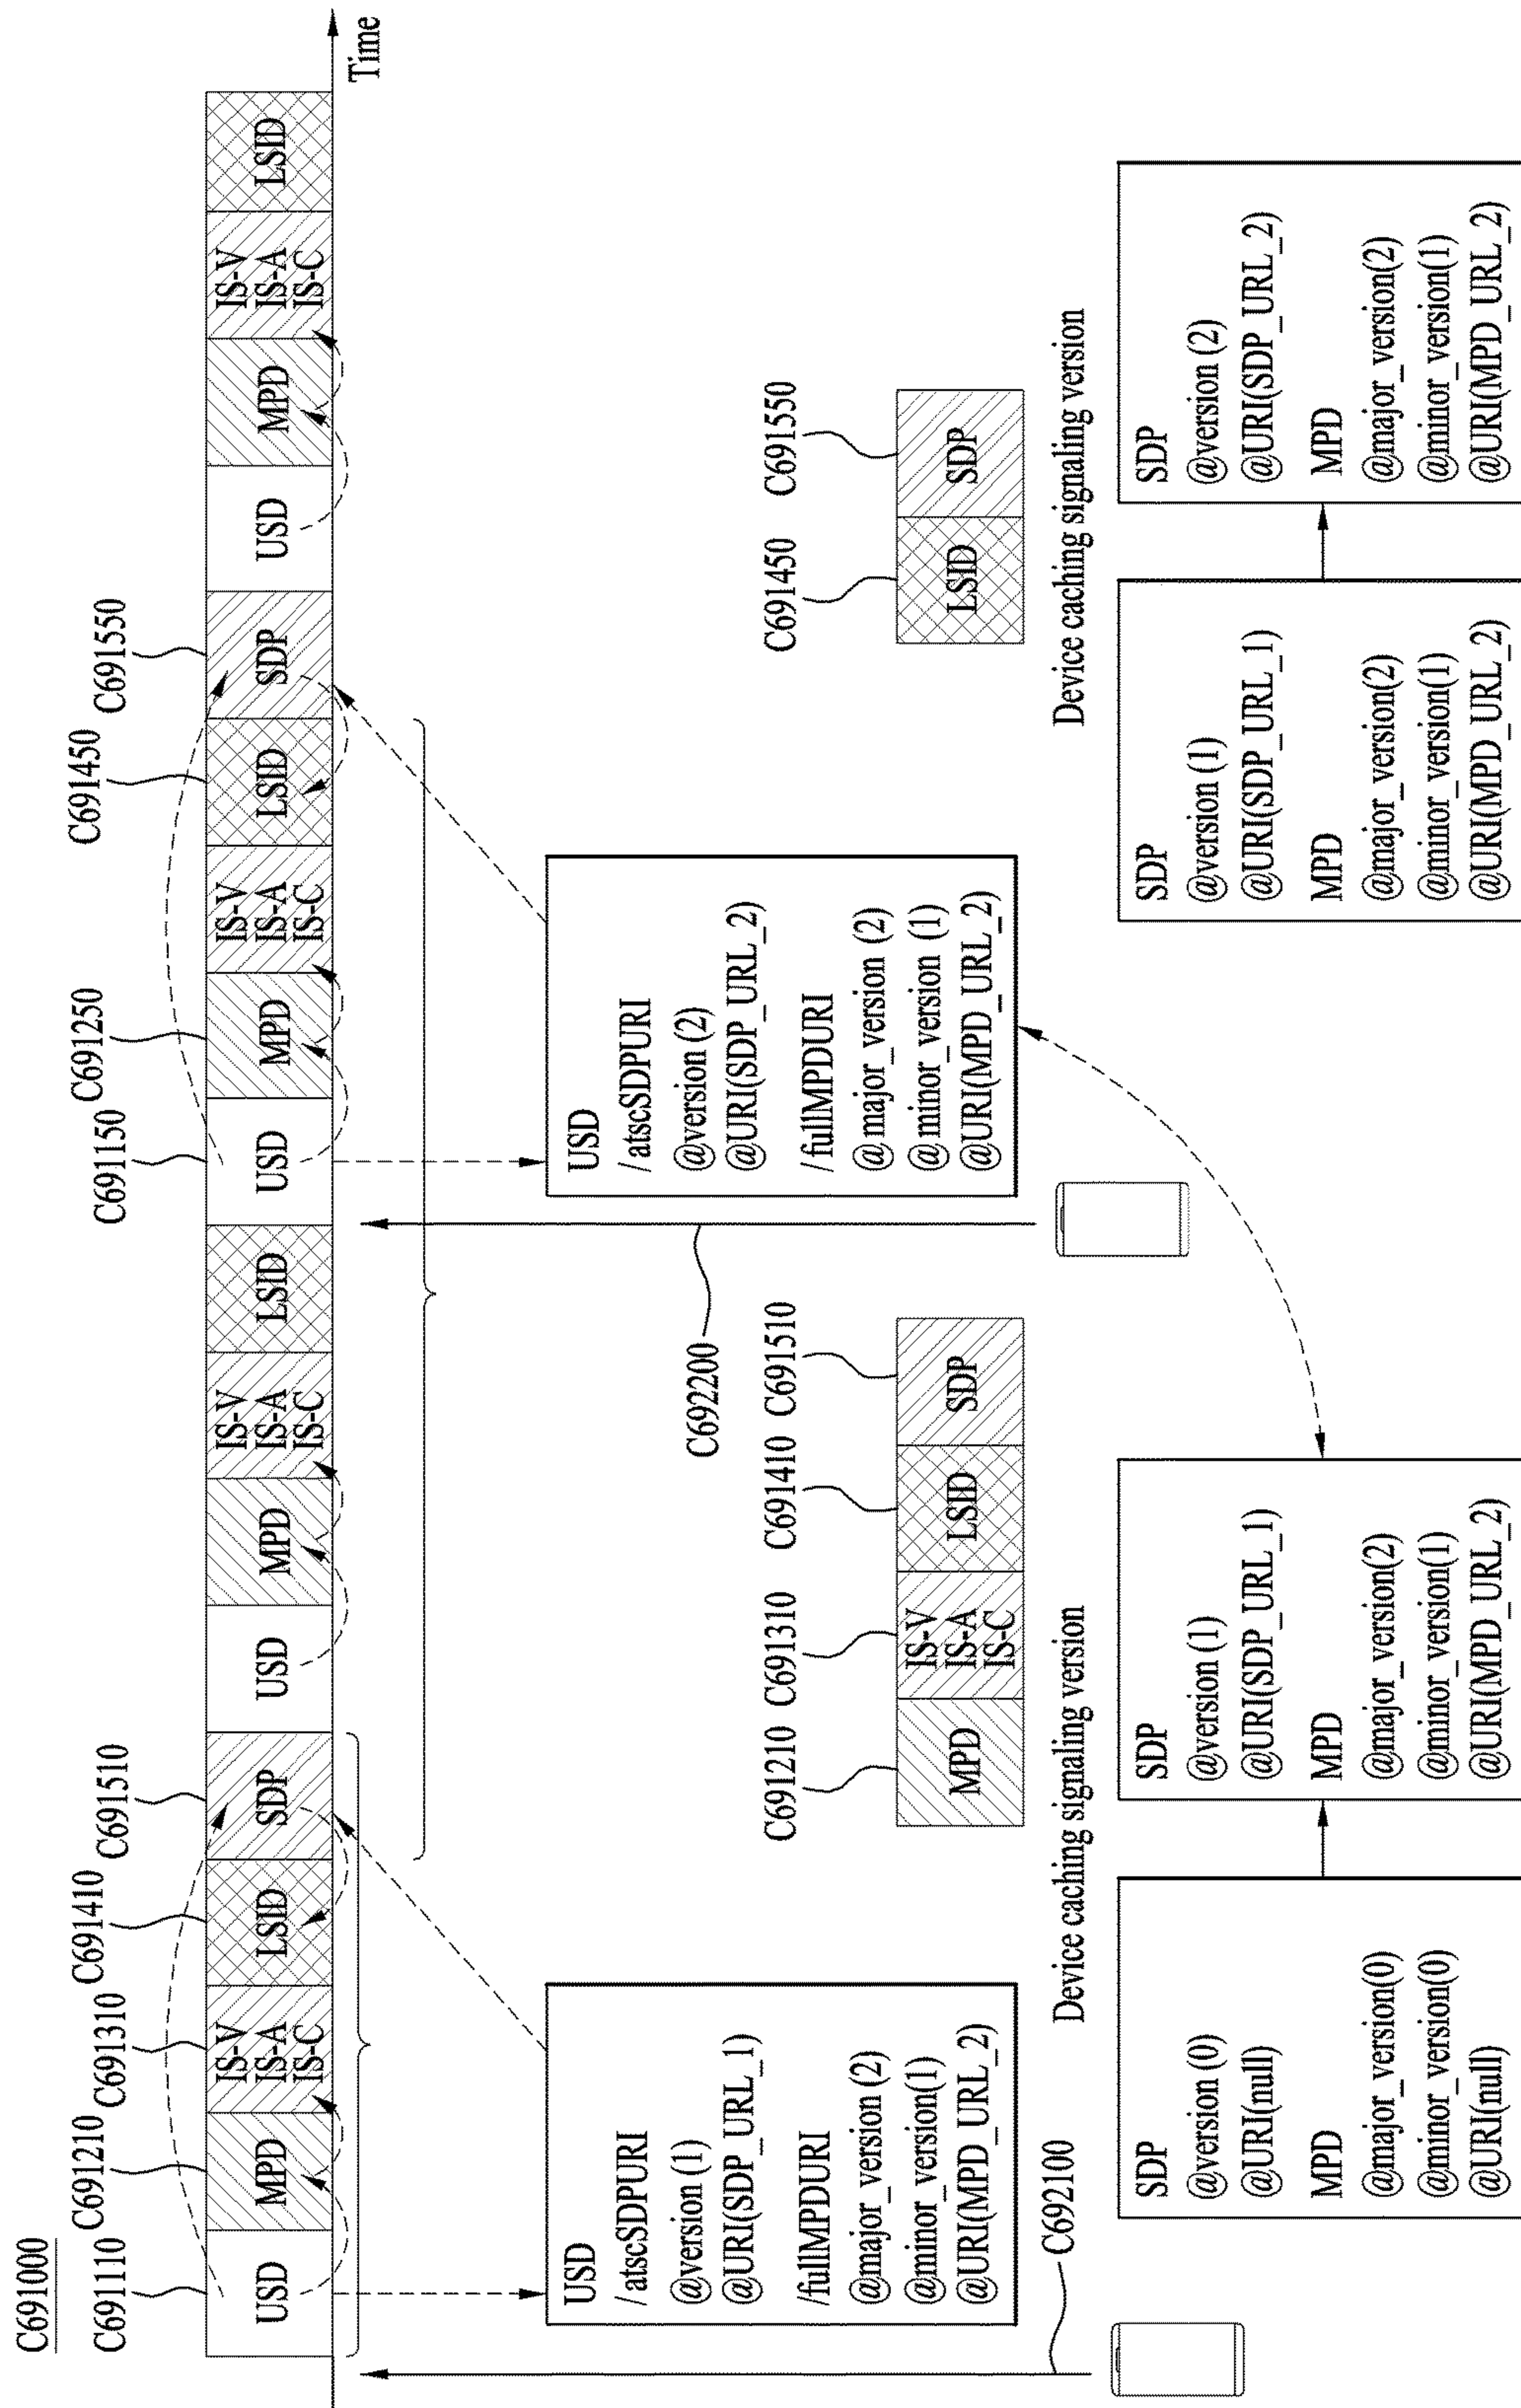 C691000
C691110
C691210
C691310
C691410
C691510
C691150
C691250
C691450
C691550
USD
MPD
IS-V
IS-A
IS-C
LSID
SDP
USD
MPD
IS-V
IS-A
IS-C
LSID
USD
MPD
IS-V
IS-A
IS-C
LSID
SDP
USD
MPD
IS-V
IS-A
IS-C
LSID
Time
USD
/ atscSDPURI
@version (1)
@URI(SDP_URL_1)
/fullMPDURI
@major_version (2)
@minor_version(1)
@URI(MPD_URL_2)
USD
/ atscSDPURI
@version (2)
@URI(SDP_URL_2)
/ fullMPDURI
@ major_version (2)
@ minor_version (1)
@URI(MPD_URL_2)
C692100
C692200
C691210
C691310
C691410
C691510
MPD
IS-V
IS-A
IS-C
LSID
SDP
C691450
C691550
LSID
SDP
Device caching signaling version
SDP
@version (0)
@URI(null)
MPD
@major_version(0)
@minor_version(0)
@URI(null)
SDP
@version (1)
@URI(SDP_URL_1)
MPD
@major_version(2)
@minor_version(1)
@URI(MPD_URL_2)
Device caching signaling version
SDP
@version (1)
@URI(SDP_URL_1)
MPD
@major_version(2)
@minor_version(1)
@URI(MPD_URL_2)
SDP
@version (2)
@URI(SDP_URL_2)
MPD
@major_version(2)
@minor_version(1)
@URI(MPD_URL_2)